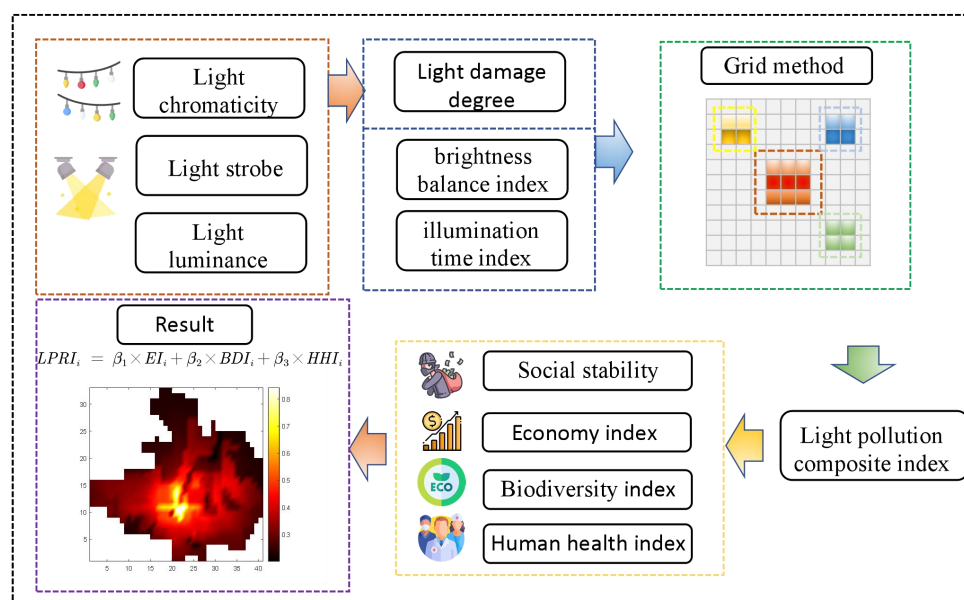 Light
chromaticity
Light strobe
Light
luminance
Light damage
degree
brightness
balance index
illumination
time index
Grid method
Light pollution
composite index
Social stability
Economy index
ECO
Biodiversity index
Human health index
Result
LPRI_i = β_1 × EI_i + β_2 × BDI_i + β_3 × HHI_i
30
25
20
15
10
5
5 10 15 20 25 30 35 40
0.8
0.7
0.6
0.5
0.4
0.3